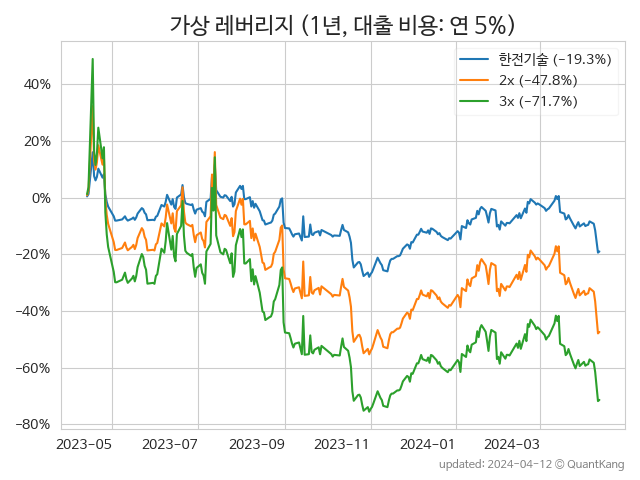 가상 레버리지 (1년, 대출 비용: 연 5%)
한전기술 (-19.3%)
2x (-47.8%)
3x (-71.7%)
40%
20%
0%
−20%
−40%
−60%
−80%
2023-05 2023-07 2023-09 2023-11 2024-01 2024-03
updated: 2024-04-12 © QuantKang